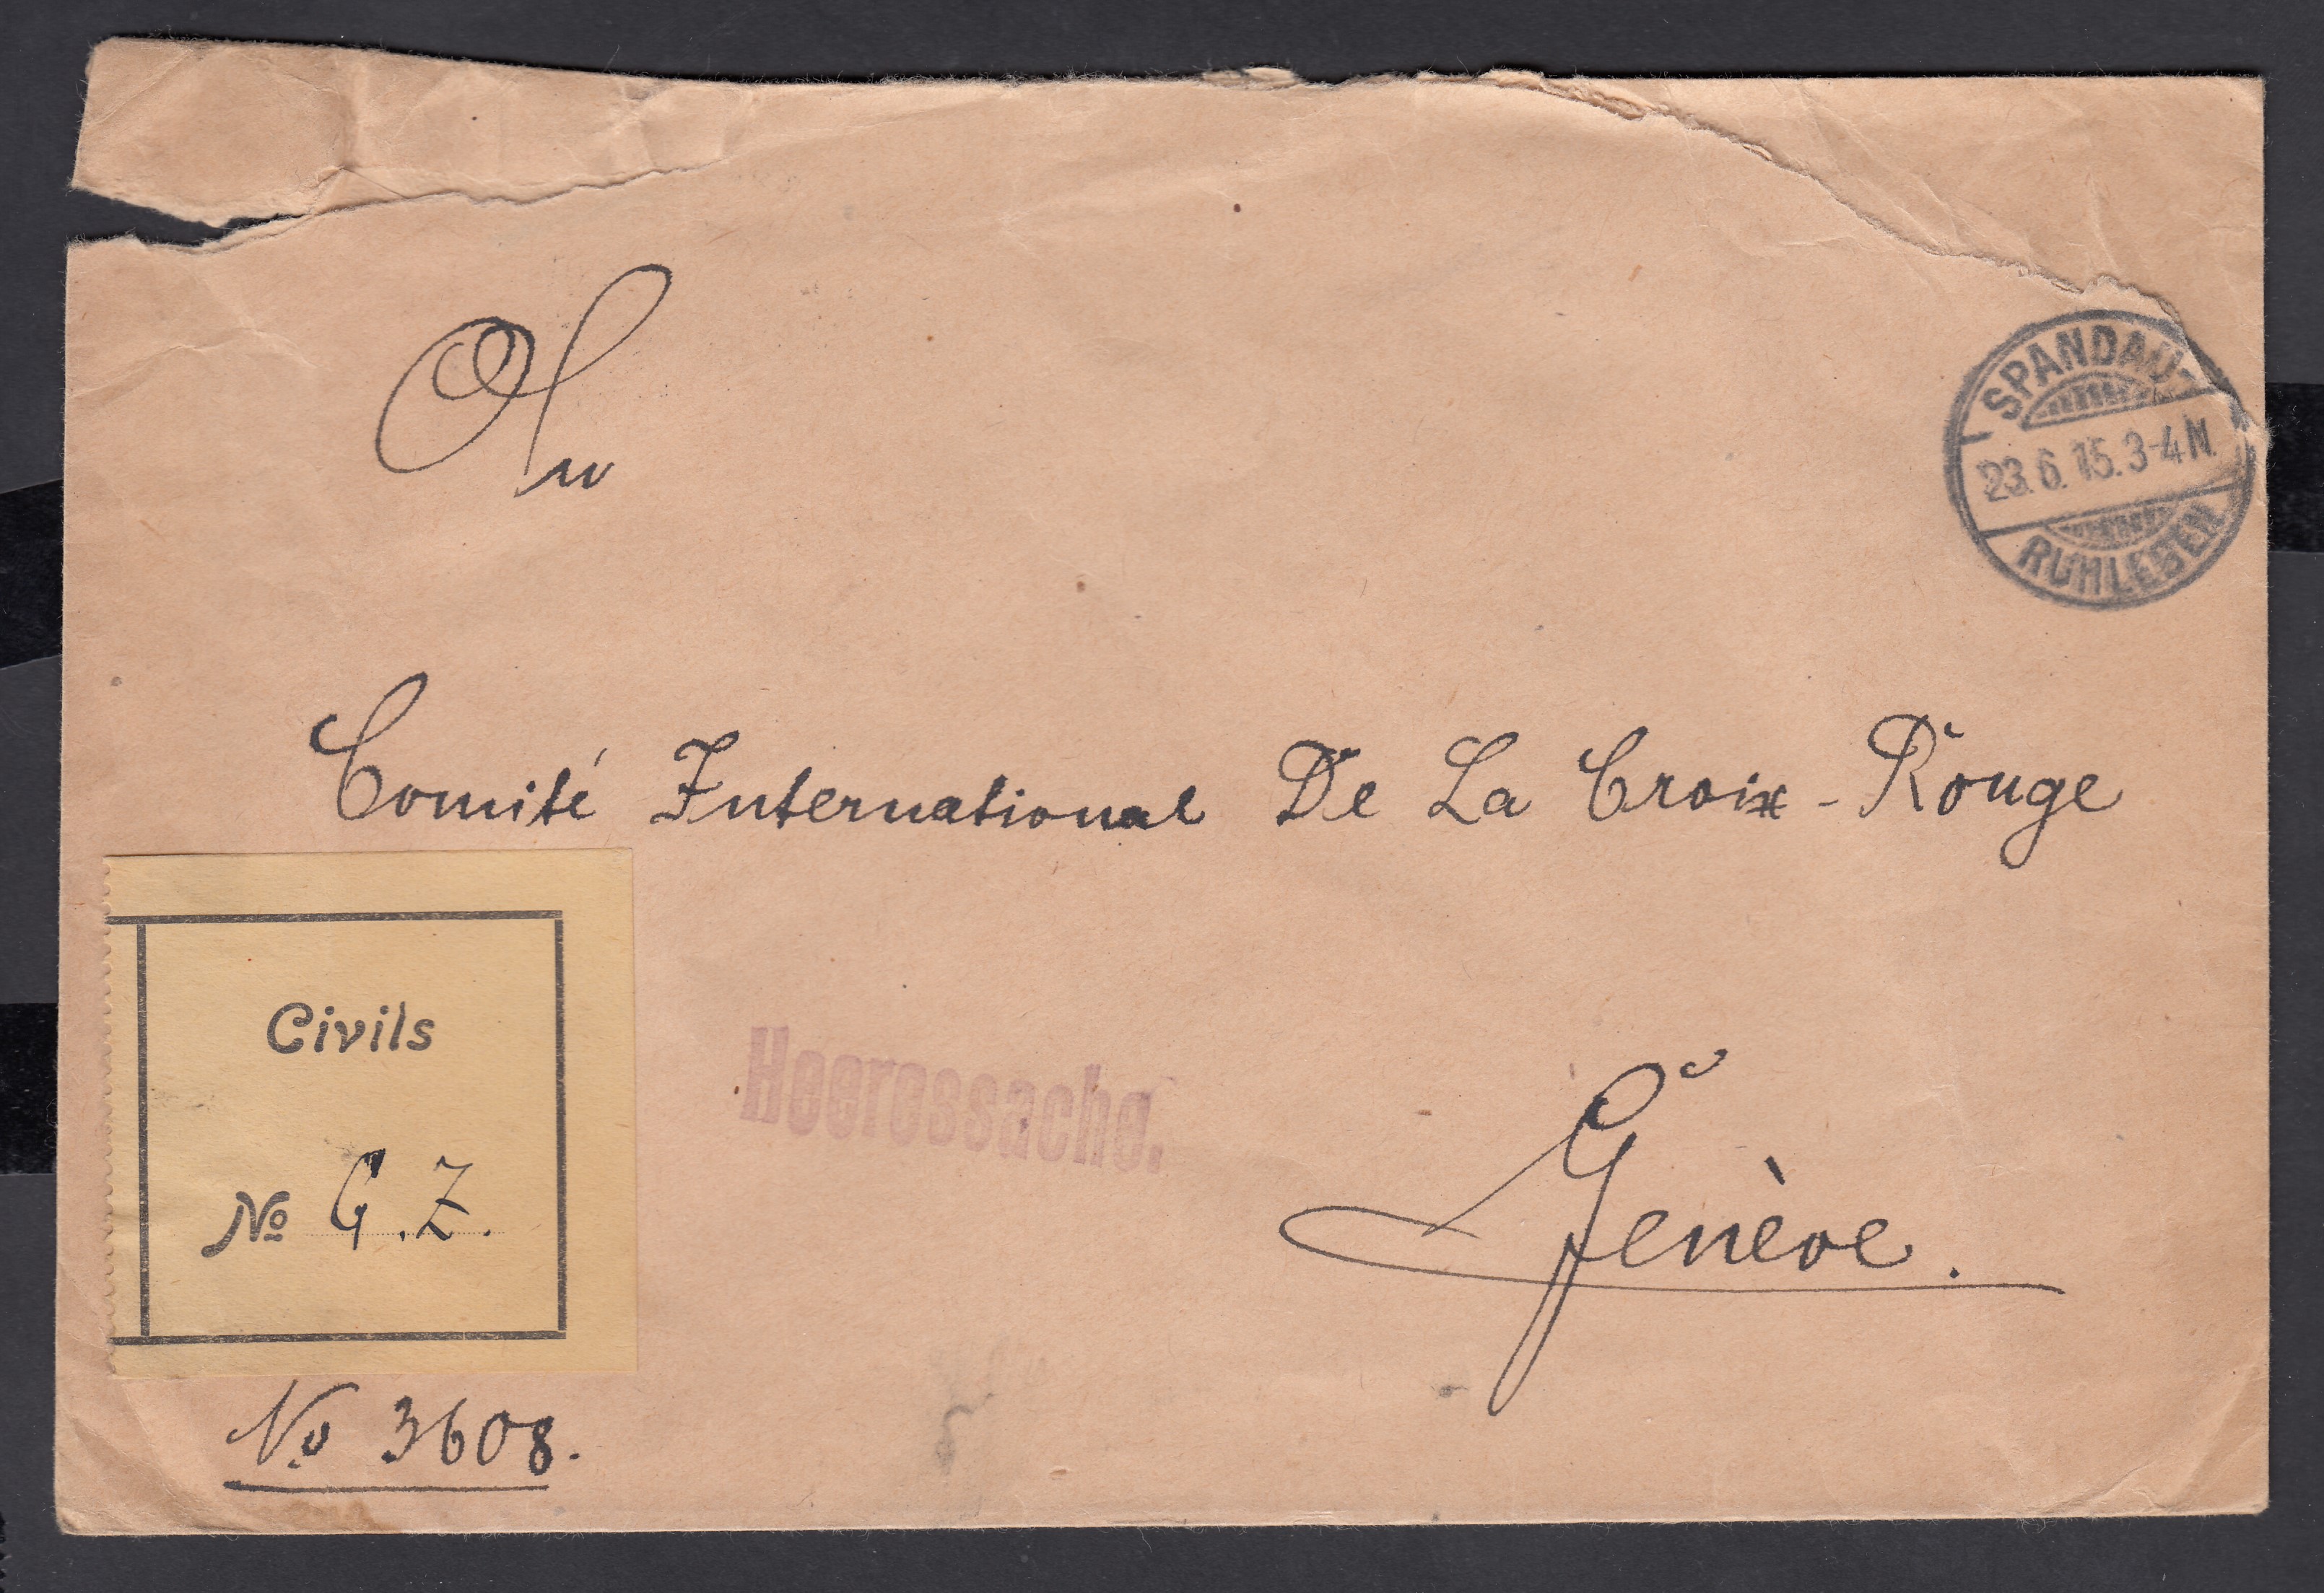 An
SPANDAU-
23.6.15.3-4N.
RUHLEBEN
Comité International De La Croix-Rouge
Civils
Heeressache.
No G.Z.
Genève.
No 3608.